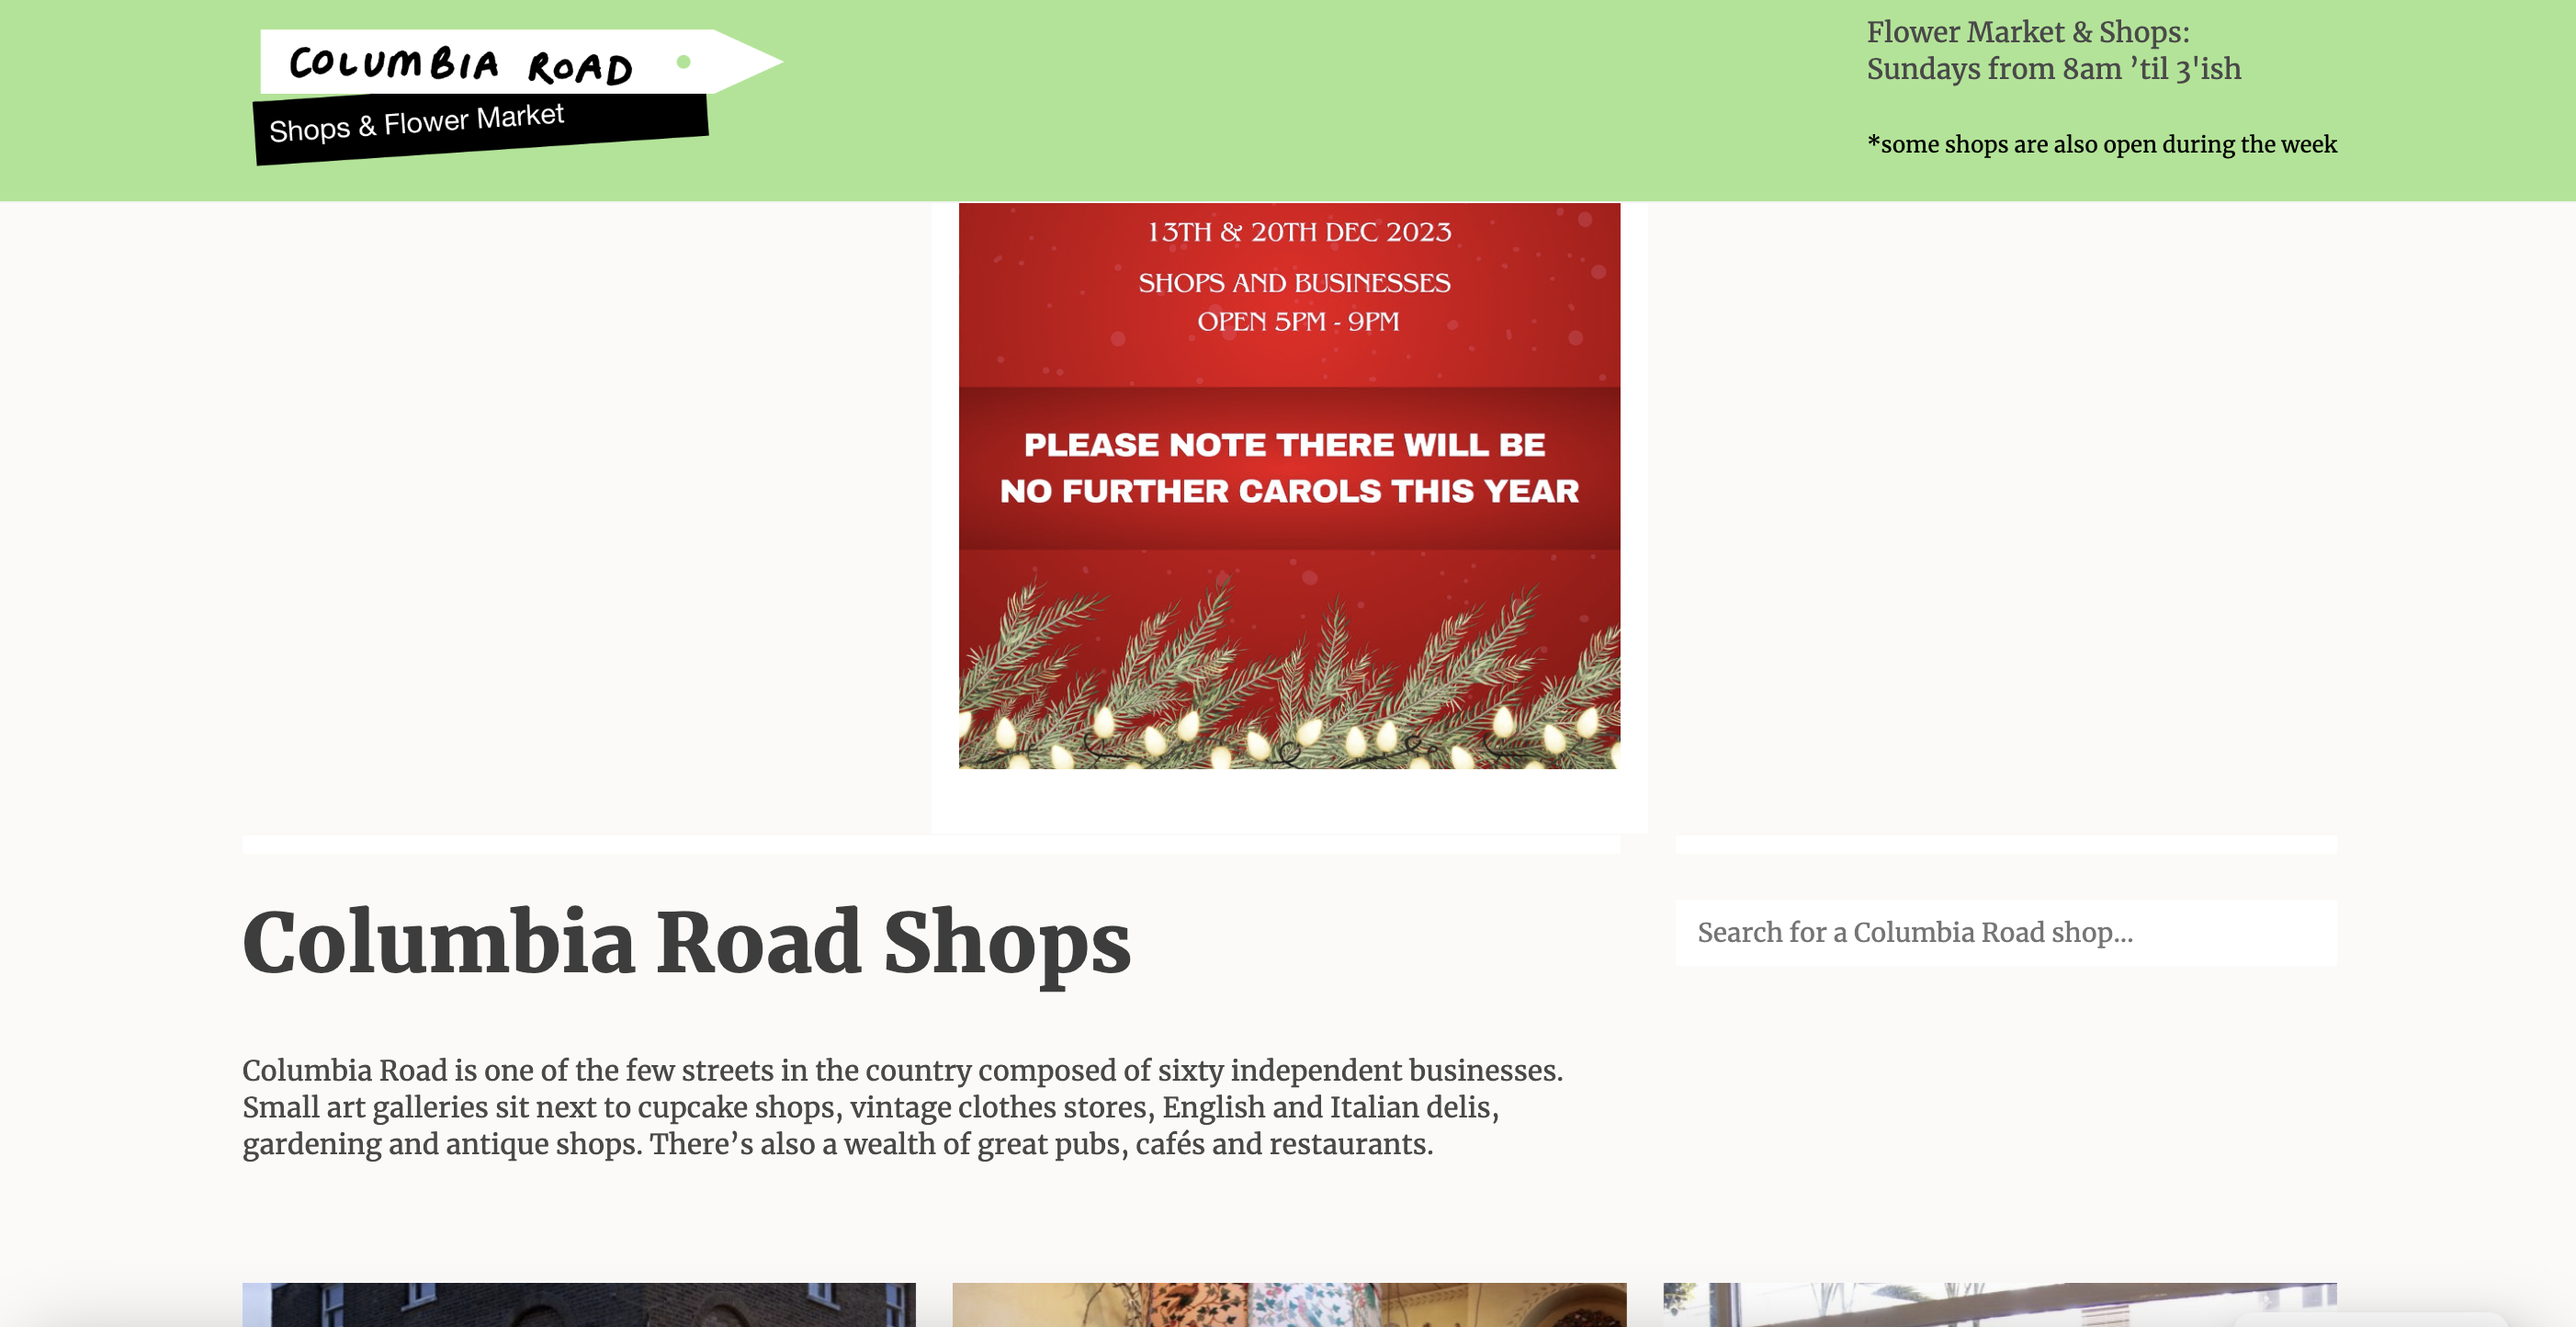 COLUMBIA ROAD
Shops & Flower Market
Flower Market & Shops:
Sundays from 8am ’til 3'ish
*some shops are also open during the week
13TH & 20TH DEC 2023
SHOPS AND BUSINESSES
OPEN 5PM - 9PM
PLEASE NOTE THERE WILL BE
NO FURTHER CAROLS THIS YEAR
Columbia Road Shops
Search for a Columbia Road shop...
Columbia Road is one of the few streets in the country composed of sixty independent businesses.
Small art galleries sit next to cupcake shops, vintage clothes stores, English and Italian delis,
gardening and antique shops. There’s also a wealth of great pubs, cafés and restaurants.